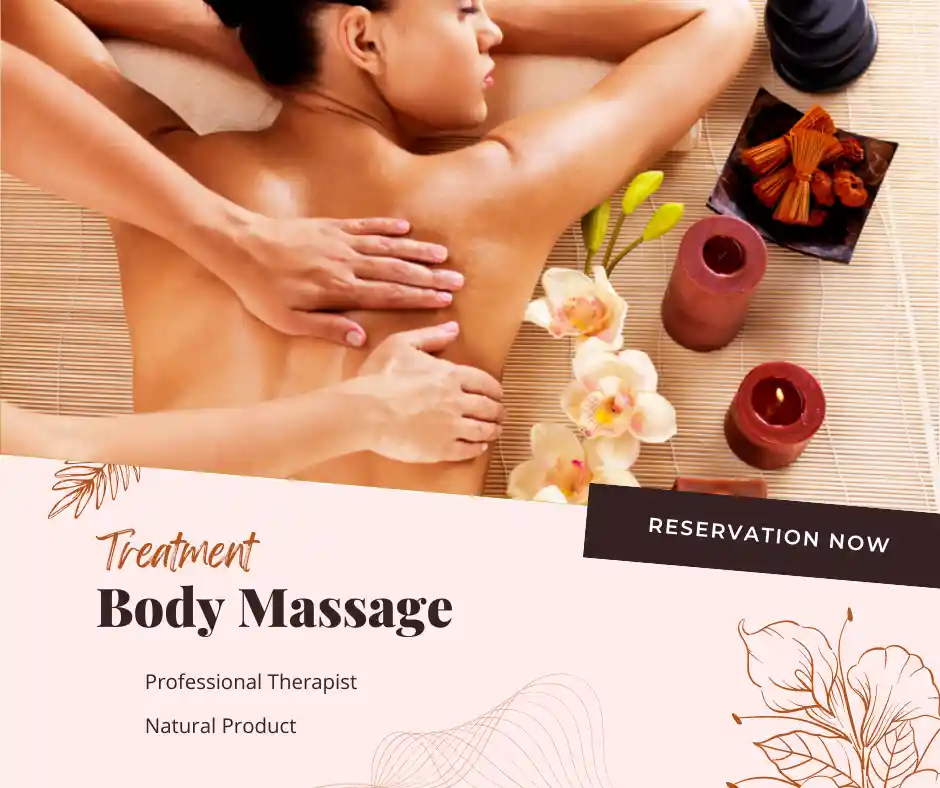 RESERVATION NOW
Treatment
Body Massage
Professional Therapist
Natural Product